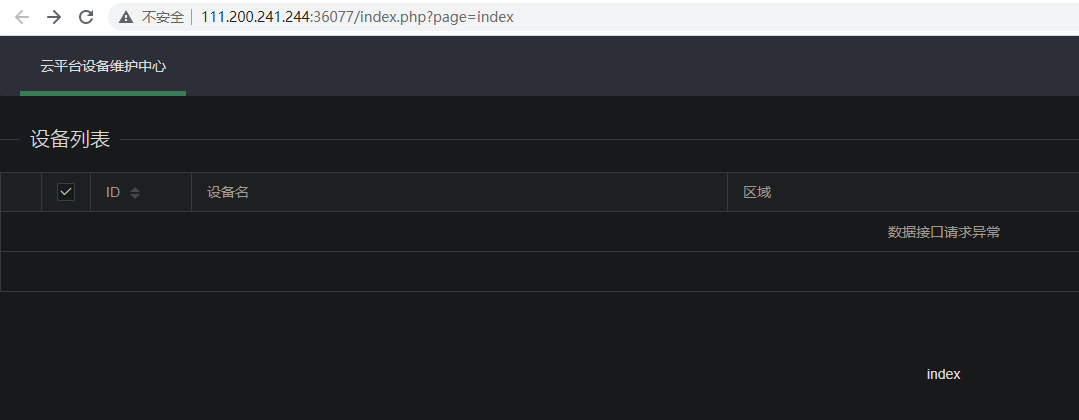 不安全 111.200.241.244:36077/index.php?page=index
云平台设备维护中心
设备列表
ID 设备名 区域
数据接口请求异常
index